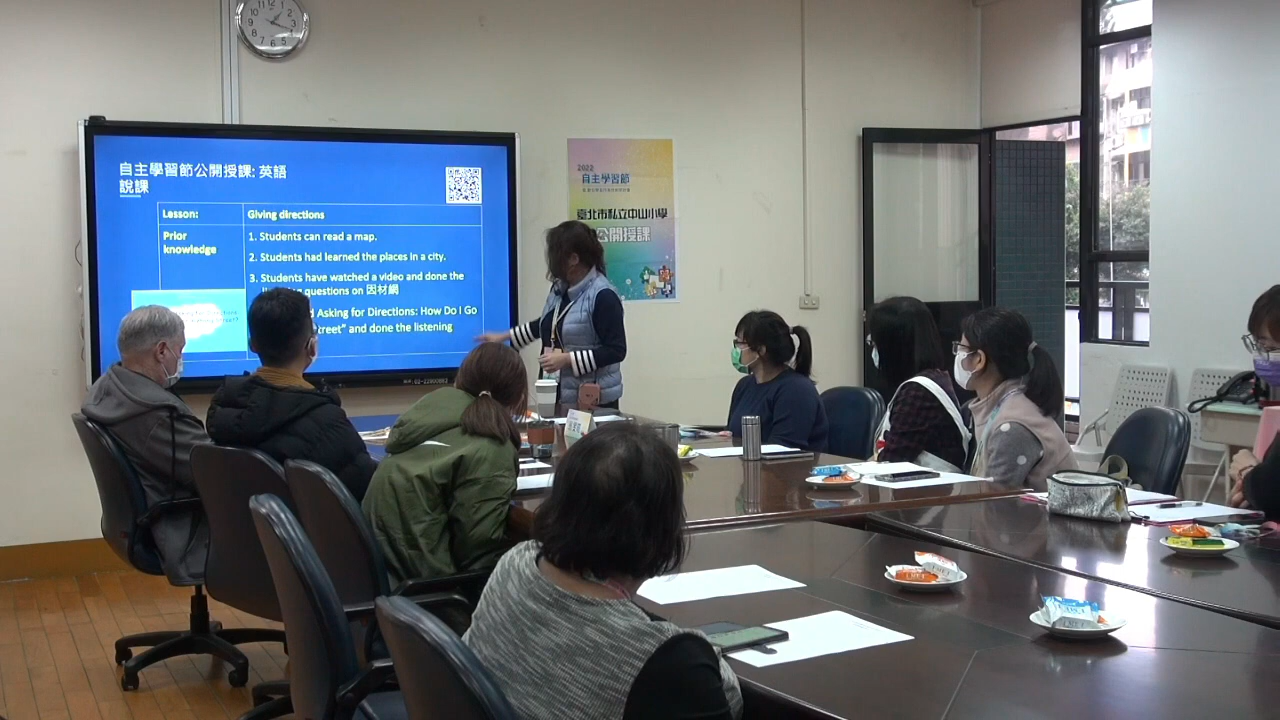 自主學習節公開授課: 英語
說課
Lesson:
Giving directions
Prior
knowledge
1. Students can read a map.
2. Students had learned the places in a city.
3. Students have watched a video and done the
questions on 因材網
Asking for Directions: How Do I Go
and done the listening
2022
自主學習節
臺北市私立中山小學
公開授課